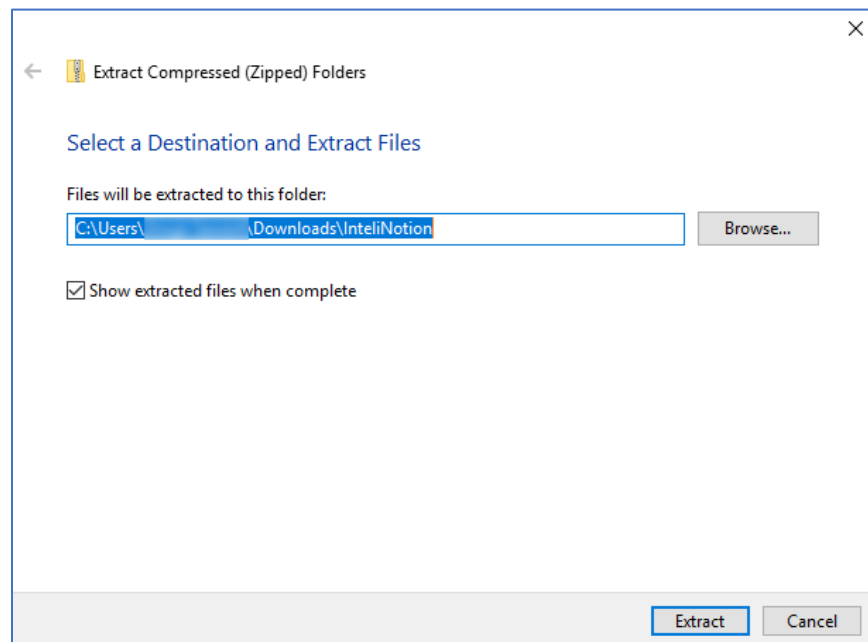 Extract Compressed (Zipped) Folders
Select a Destination and Extract Files
Files will be extracted to this folder:
C:\Users\ \Downloads\InteliNotion
Browse...
Show extracted files when complete
Extract
Cancel